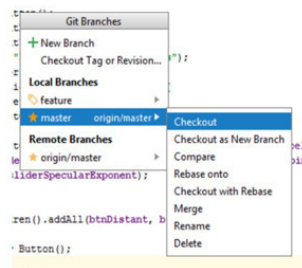 Git Branches
New Branch
Checkout Tag or Revision...
");
Local Branches
feature
master origin/master
Checkout
Checkout as New Branch
Compare
Rebase onto
Checkout with Rebase
Merge
Rename
Delete
Remote Branches
origin/master
liderSpecularExponent);
ren().addAll(btnDistant, b
Button();